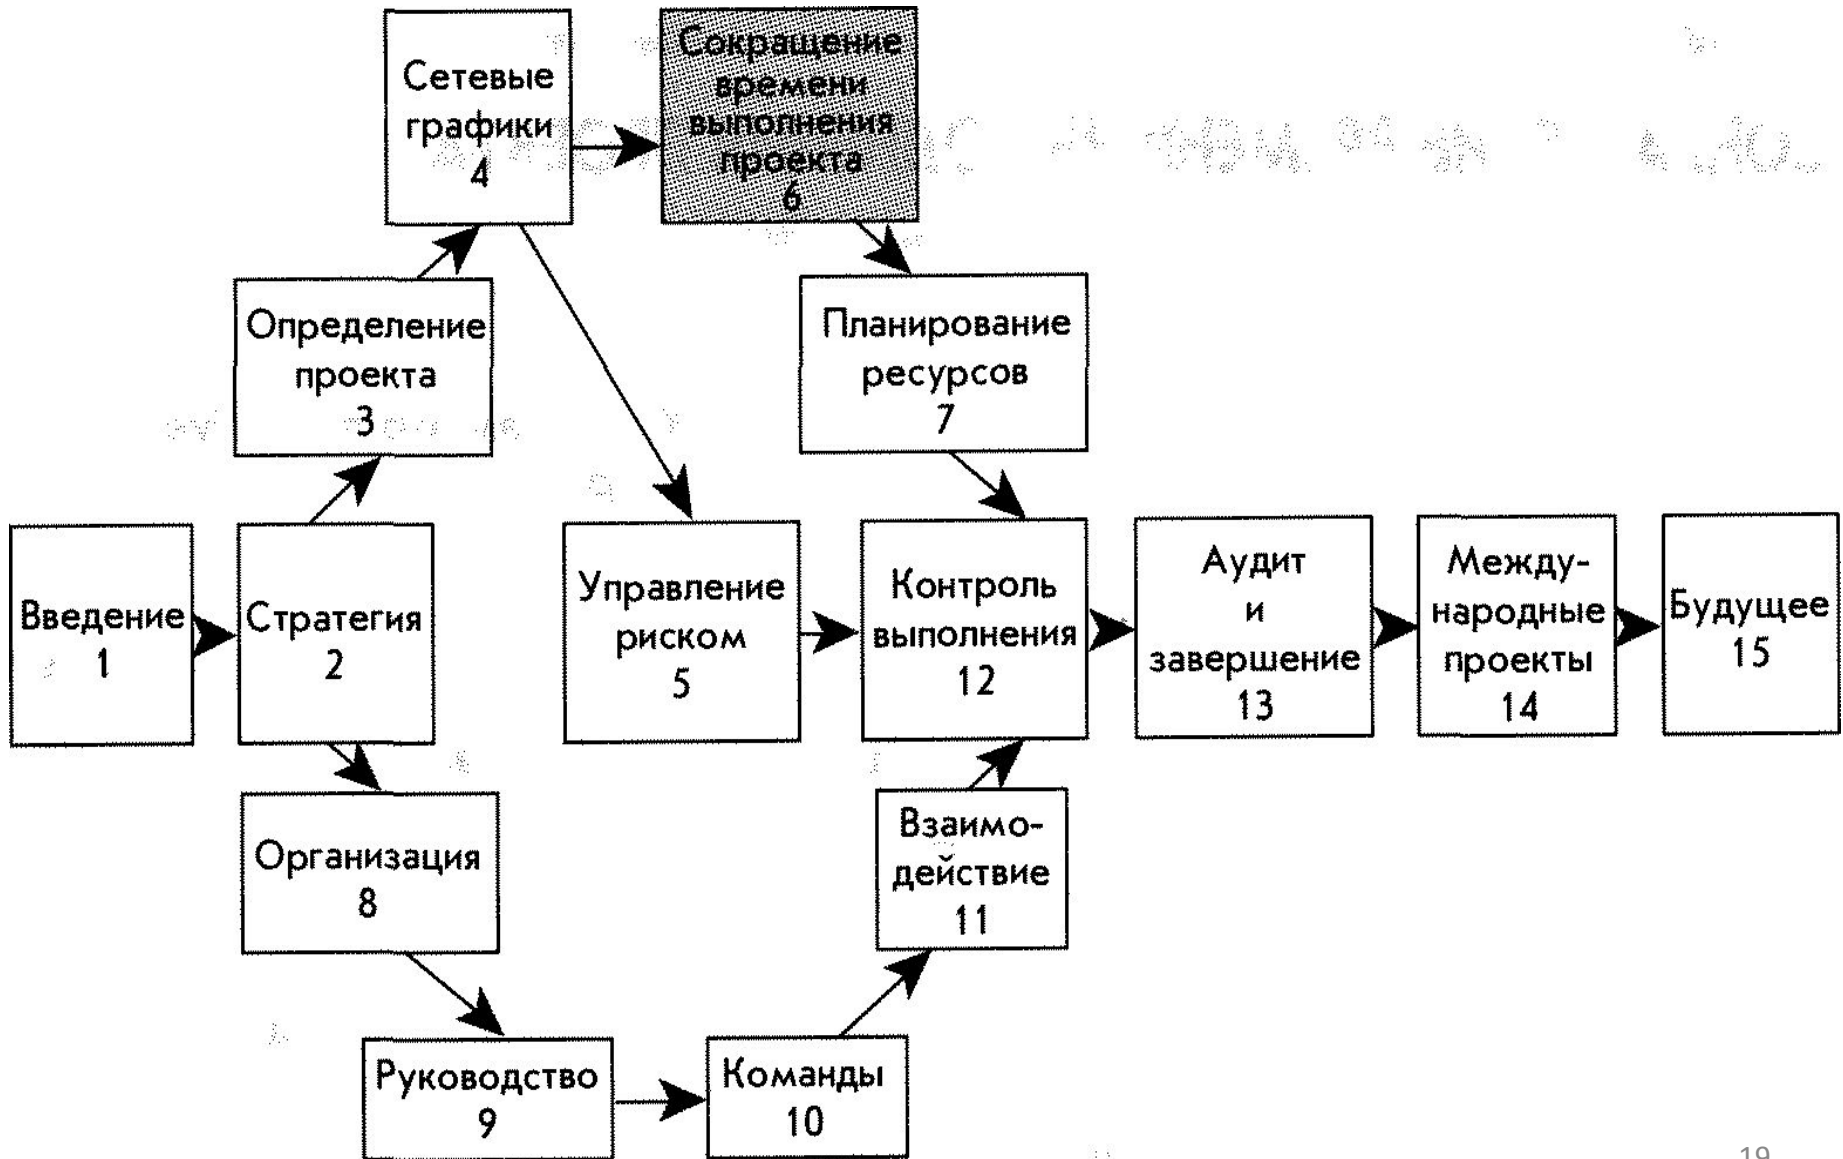 Сетевые
графики
4
Сокращение
времени
выполнения
проекта
6
Определение
проекта
3
Планирование
ресурсов
7
Введение
1
Стратегия
2
Управление
риском
5
Контроль
выполнения
12
Аудит
и
завершение
13
Между-
народные
проекты
14
Будущее
15
Организация
8
Взаимо-
действие
11
Руководство
9
Команды
10
19